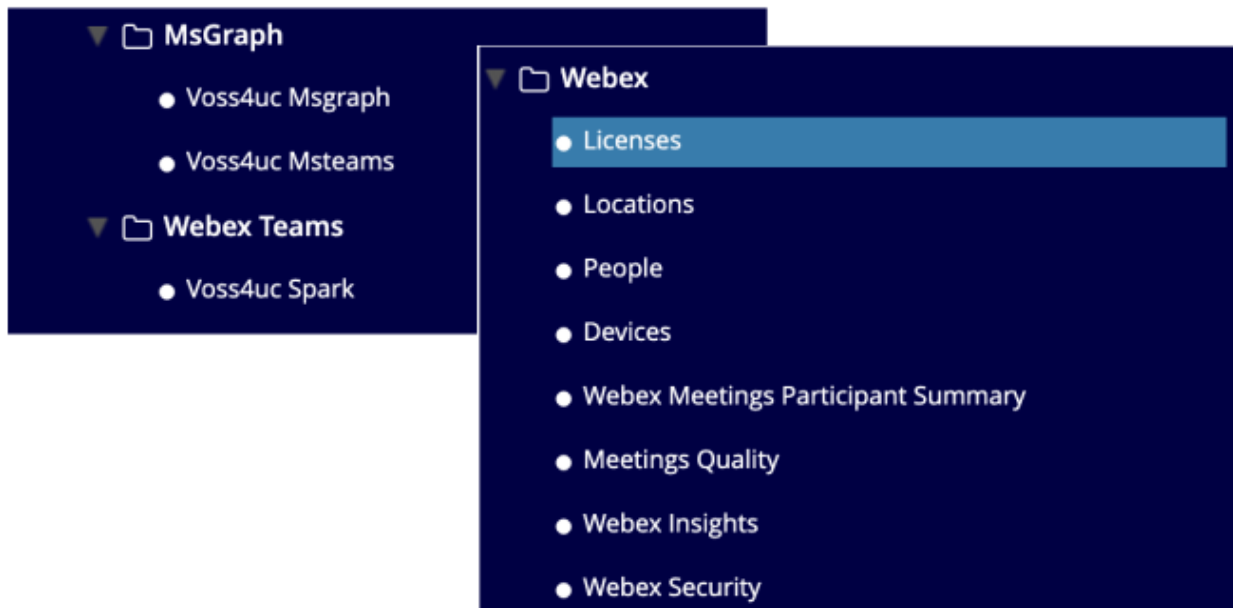 MsGraph
Voss4uc Msgraph
Voss4uc Msteams
Webex Teams
Voss4uc Spark
Webex
Licenses
Locations
People
Devices
Webex Meetings Participant Summary
Meetings Quality
Webex Insights
Webex Security